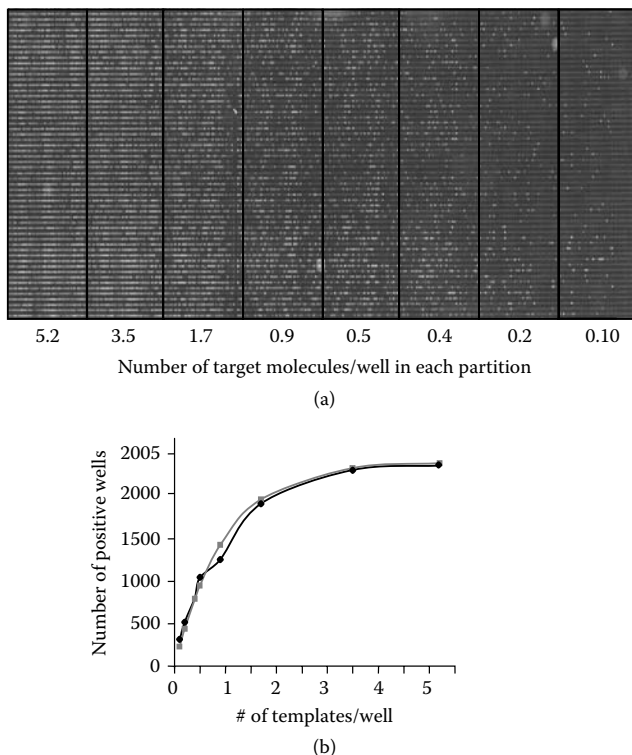 5.2 3.5 1.7 0.9 0.5 0.4 0.2 0.10
Number of target molecules/well in each partition
(a)
Number of positive wells
2005
2000
1500
1000
500
0
0 1 2 3 4 5
# of templates/well
(b)